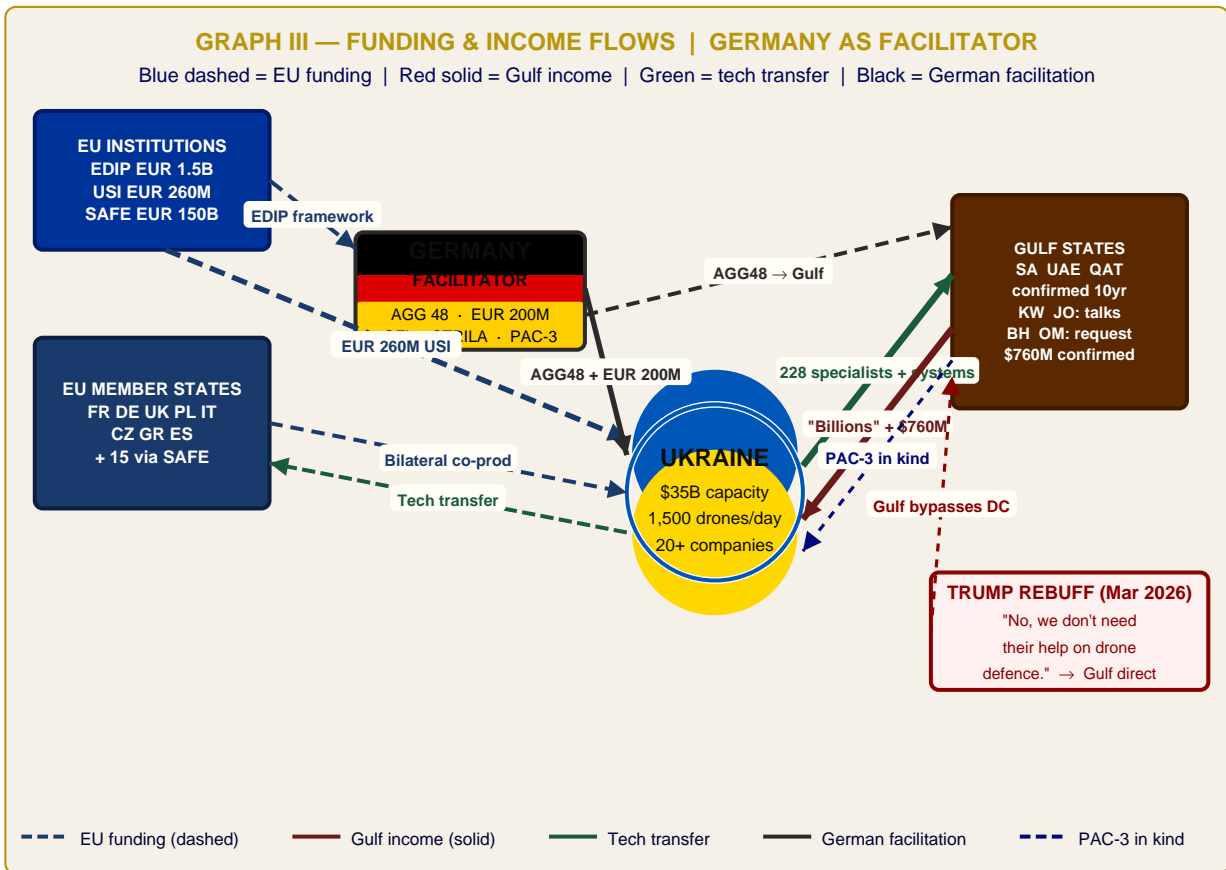 GRAPH III — FUNDING & INCOME FLOWS | GERMANY AS FACILITATOR
Blue dashed = EU funding | Red solid = Gulf income | Green = tech transfer | Black = German facilitation
EU INSTITUTIONS
EDIP EUR 1.5B
USI EUR 260M
SAFE EUR 150B
EDIP framework
GERMANY
FACILITATOR
AGG 48 · EUR 200M
· PAC-3
EUR 260M USI
AGG48 → Gulf
GULF STATES
SA UAE QAT
confirmed 10yr
KW JO: talks
BH OM: request
$760M confirmed
EU MEMBER STATES
FR DE UK PL IT
CZ GR ES
+ 15 via SAFE
AGG48 + EUR 200M
228 specialists + systems
"Billions" + $760M
PAC-3 in kind
Bilateral co-prod
Tech transfer
UKRAINE
$35B capacity
1,500 drones/day
20+ companies
Gulf bypasses DC
TRUMP REBUFF (Mar 2026)
"No, we don't need
their help on drone
defence." → Gulf direct
EU funding (dashed)
Gulf income (solid)
Tech transfer
German facilitation
PAC-3 in kind